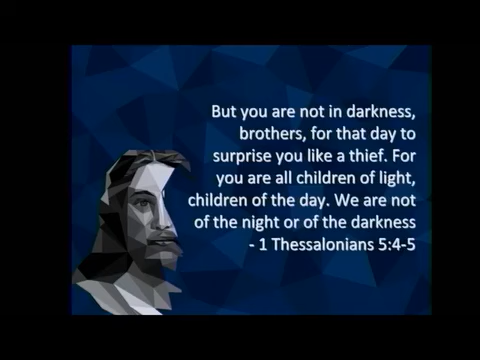 But you are not in darkness,
brothers, for that day to
surprise you like a thief. For
you are all children of light,
children of the day. We are not
of the night or of the darkness
- 1 Thessalonians 5:4-5